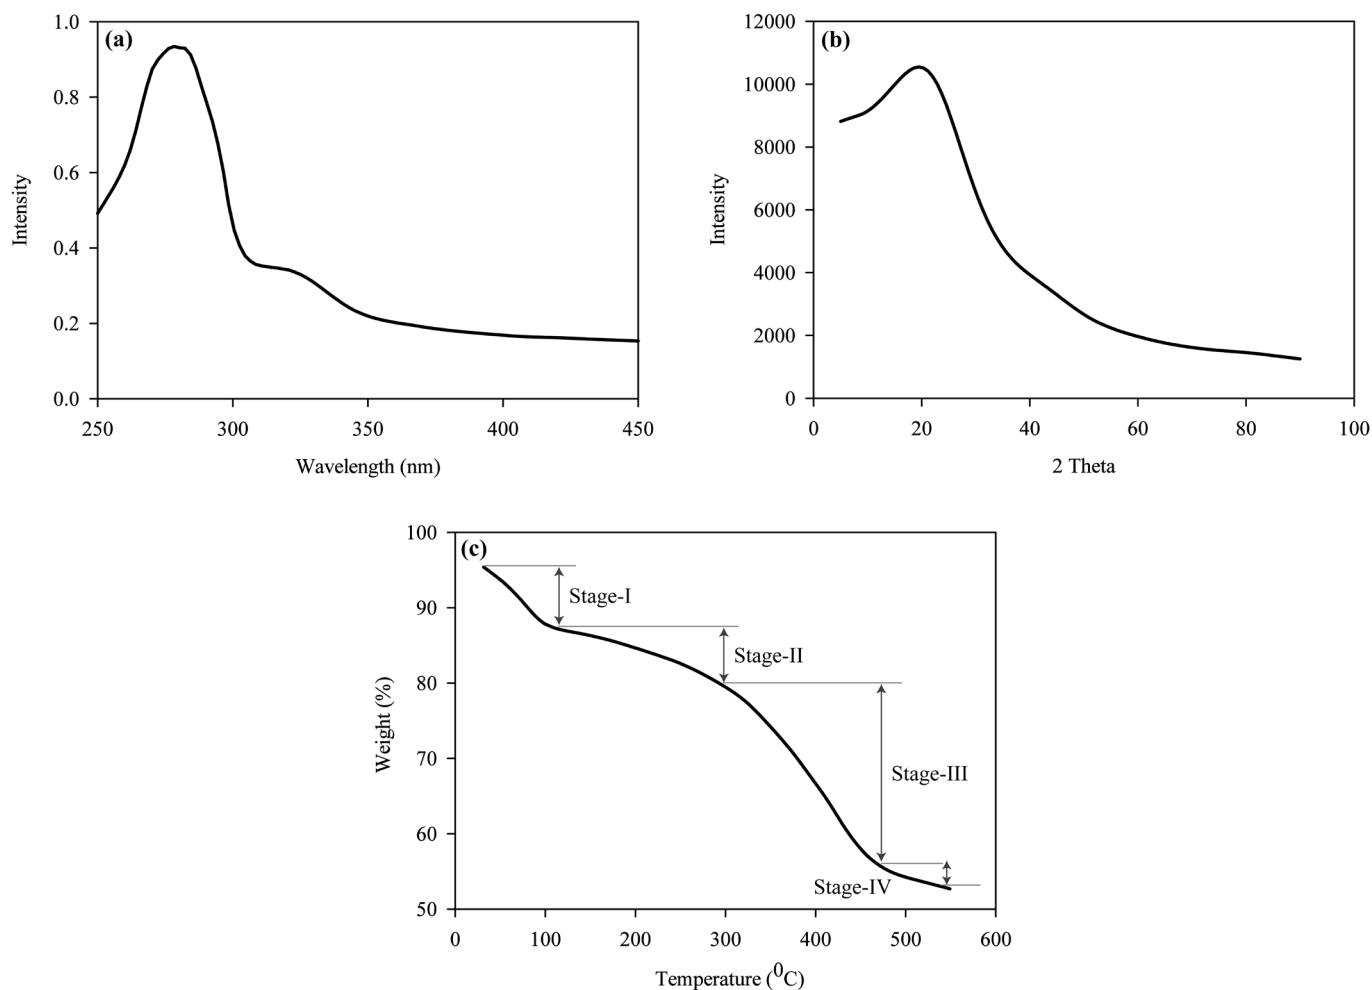 (a)
1.0
0.8
0.6
0.4
0.2
0.0
Intensity
250 300 350 400 450
Wavelength (nm)
(b)
12000
10000
8000
6000
4000
2000
0
Intensity
0 20 40 60 80 100
2 Theta
(c)
100
90
80
70
60
50
Weight (%)
Stage-I
Stage-II
Stage-III
Stage-IV
0 100 200 300 400 500 600
Temperature (⁰C)